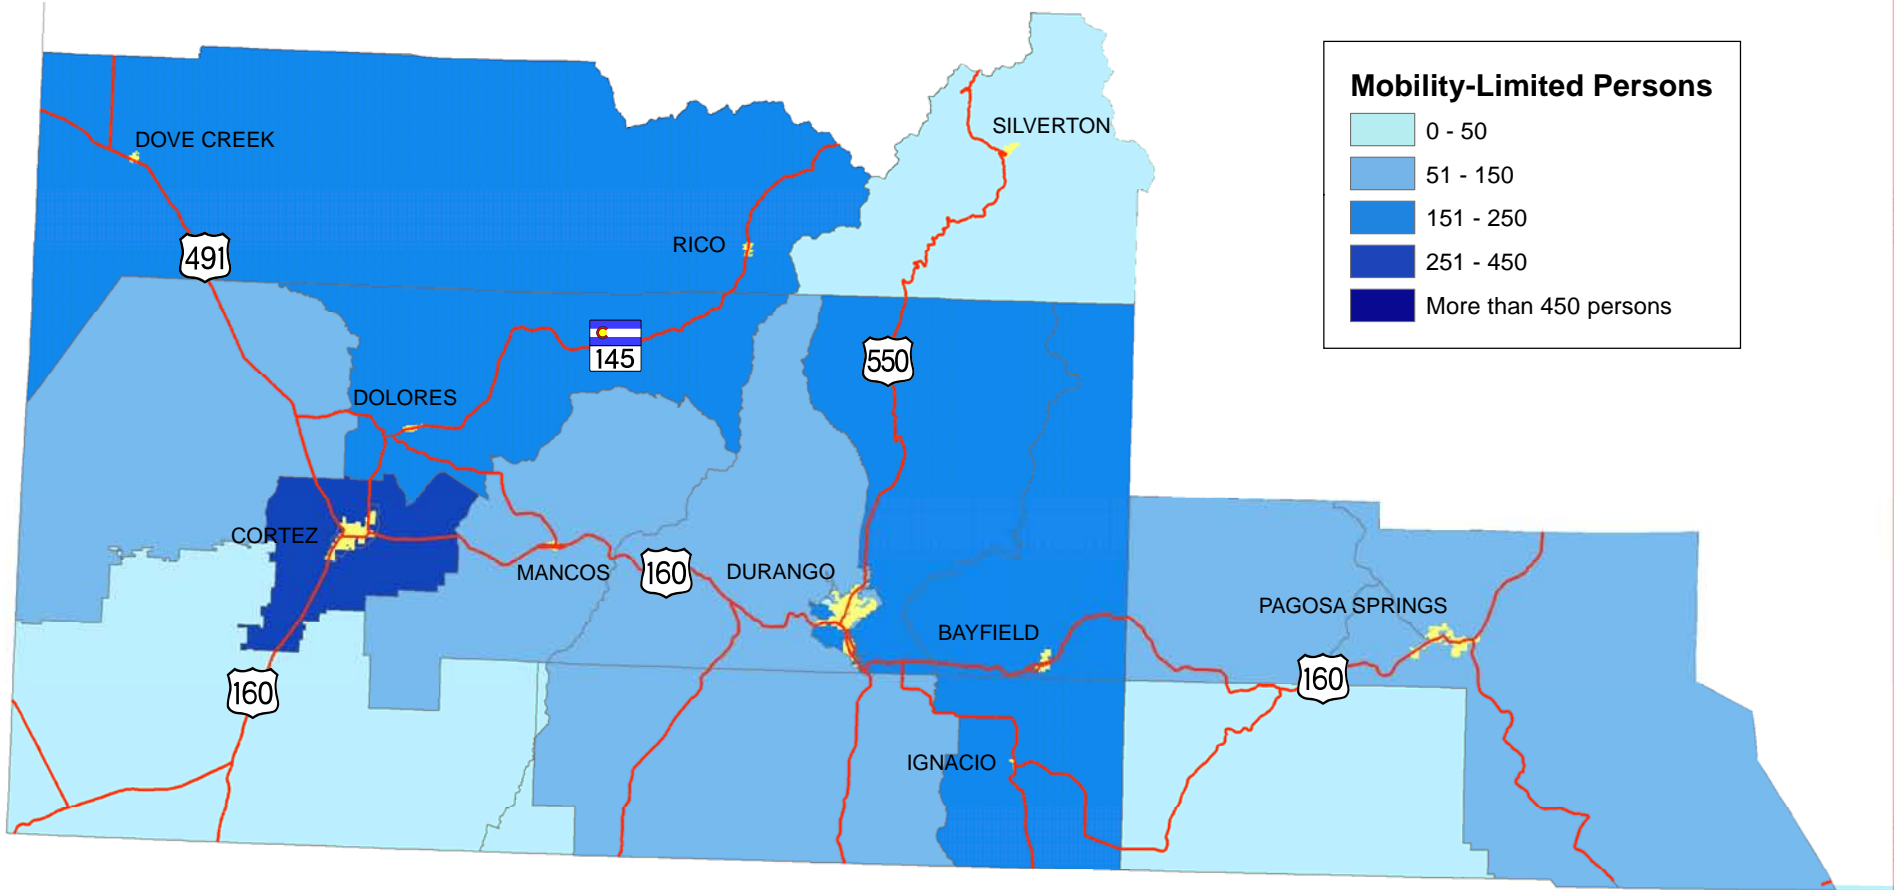 Mobility-Limited Persons
0 - 50
51 - 150
151 - 250
251 - 450
More than 450 persons
DOVE CREEK
SILVERTON
RICO
491
145
550
DOLORES
CORTEZ
MANCOS
160
DURANGO
BAYFIELD
PAGOSA SPRINGS
160
160
IGNACIO